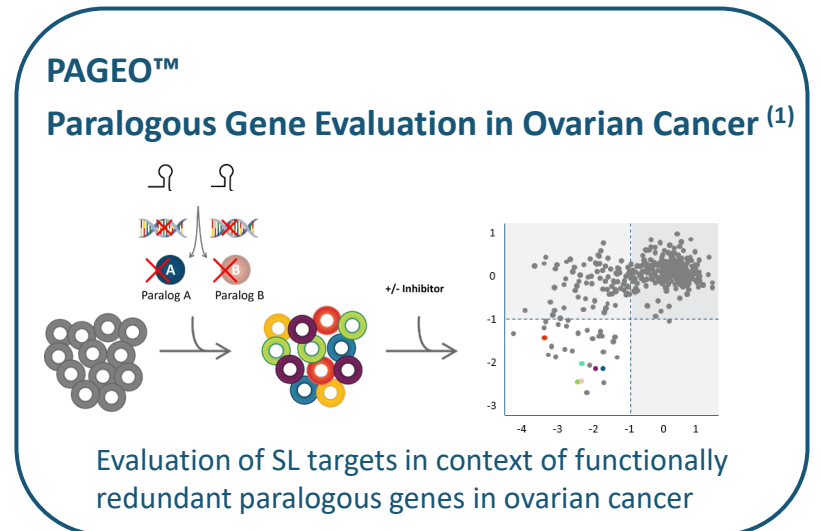 PAGEO™
Paralogous Gene Evaluation in Ovarian Cancer (1)
A
B
Paralog A
Paralog B
+/- Inhibitor
1
0
-1
-2
-3
-4 -3 -2 -1 0 1
Evaluation of SL targets in context of functionally
redundant paralogous genes in ovarian cancer